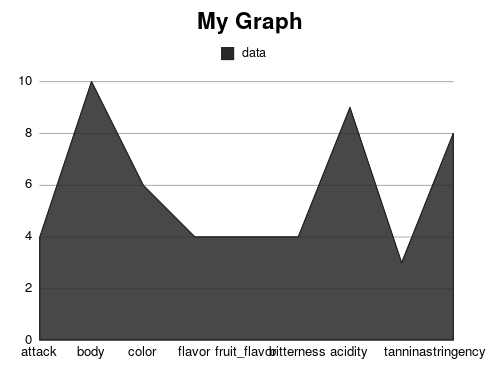 My Graph
data
10
8
6
4
2
0
attack body color flavor fruit_flavor bitterness acidity tannin astringency